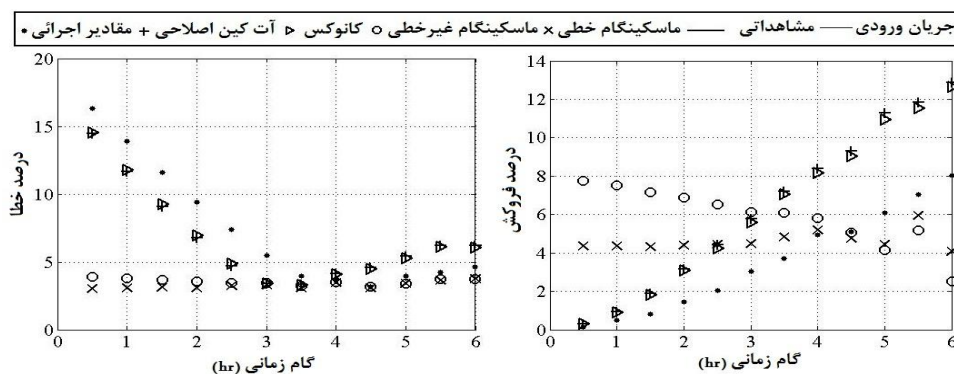 جریان ورودی —— مشاهداتی —— ماسکینگام خطی × ماسکینگام غیرخطی ○ کانوکس ▷ آت کین اصلاحی + مقادیر اجرائی •
20
15
10
5
0
0 1 2 3 4 5 6
درصد خطا
گام زمانی (hr)
14
12
10
8
6
4
2
0
0 1 2 3 4 5 6
درصد فروکش
گام زمانی (hr)